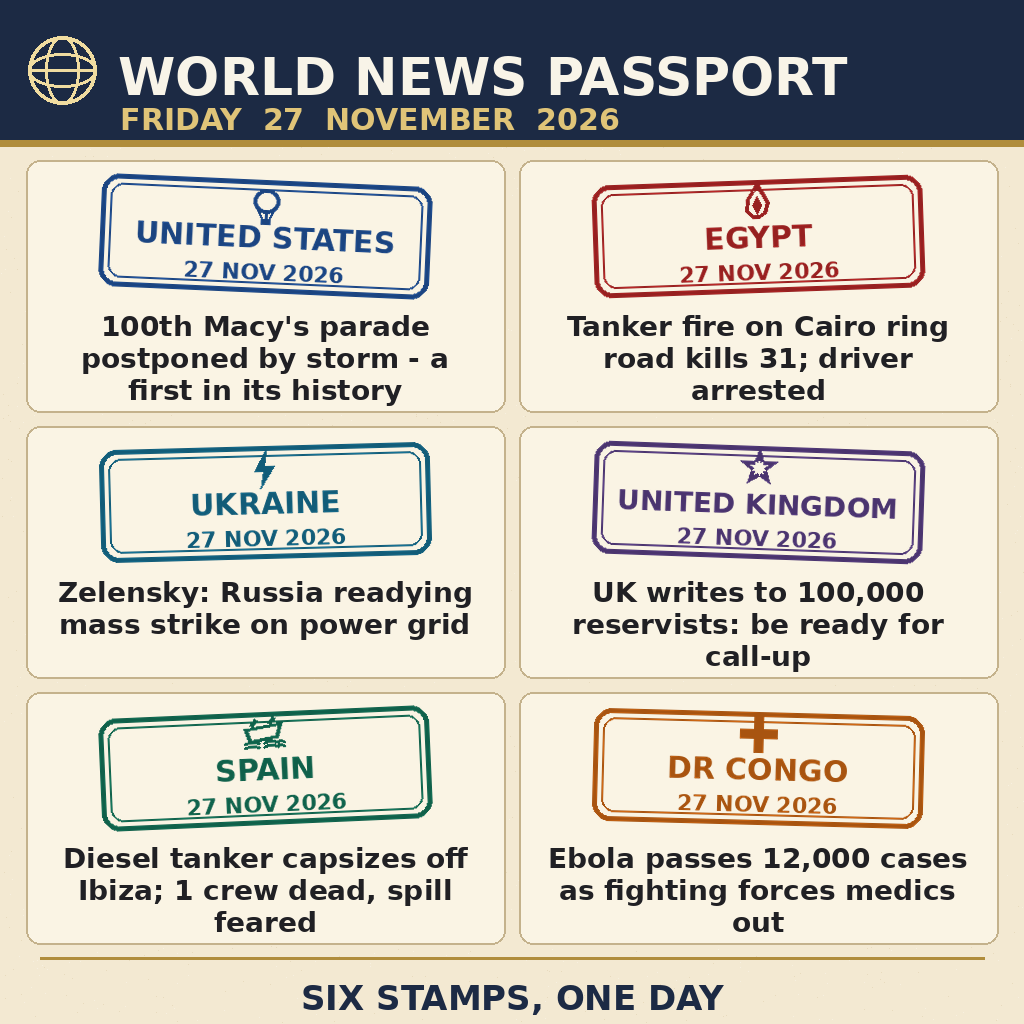 WORLD NEWS PASSPORT
FRIDAY 27 NOVEMBER 2026
UNITED STATES
27 NOV 2026
100th Macy's parade
postponed by storm - a
first in its history
EGYPT
27 NOV 2026
Tanker fire on Cairo ring
road kills 31; driver
arrested
UKRAINE
27 NOV 2026
Zelensky: Russia readying
mass strike on power grid
UNITED KINGDOM
27 NOV 2026
UK writes to 100,000
reservists: be ready for
call-up
SPAIN
27 NOV 2026
Diesel tanker capsizes off
Ibiza; 1 crew dead, spill
feared
DR CONGO
27 NOV 2026
Ebola passes 12,000 cases
as fighting forces medics
out
SIX STAMPS, ONE DAY